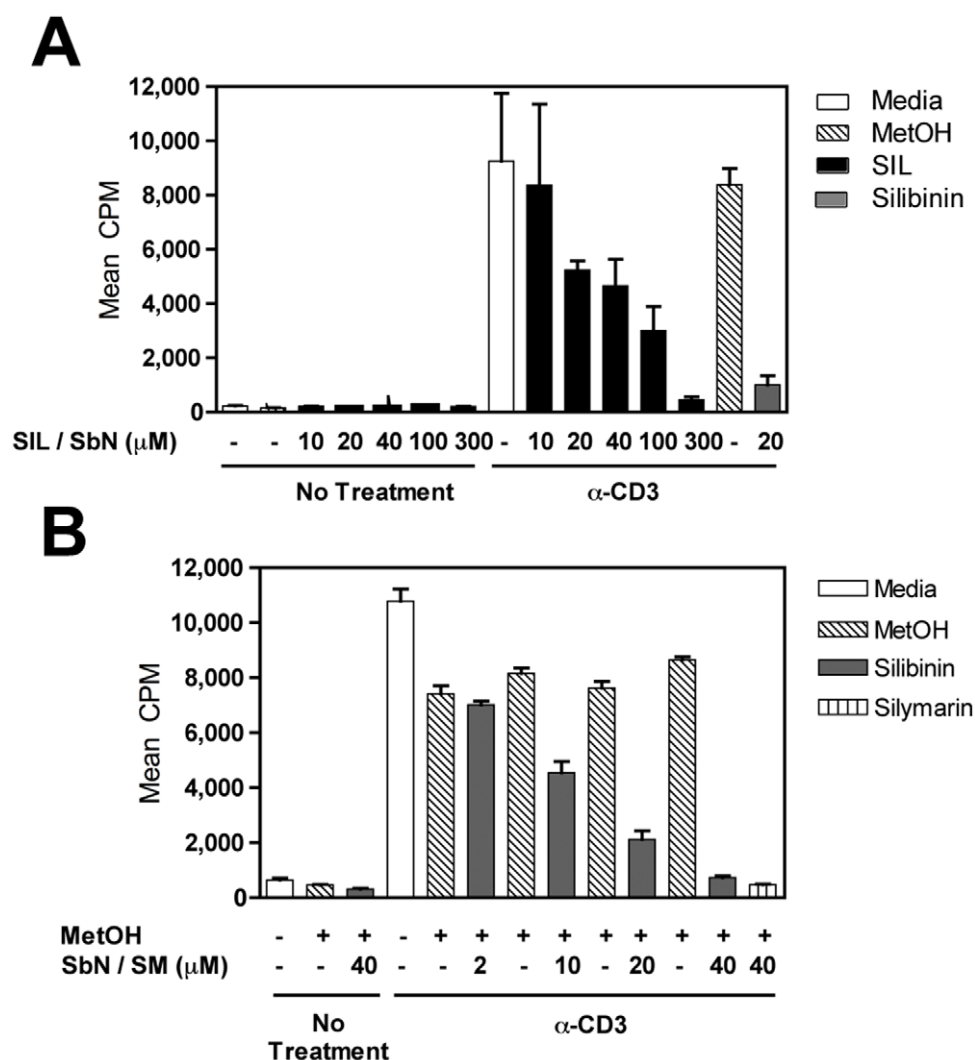 A
12,000
10,000
8,000
6,000
4,000
2,000
0
Mean CPM
Media
MetOH
SIL
Silibinin
SIL / SbN (μM) - - 10 20 40 100 300 - 10 20 40 100 300 - 20
No Treatment α-CD3
B
12,000
10,000
8,000
6,000
4,000
2,000
0
Mean CPM
Media
MetOH
Silibinin
Silymarin
MetOH - + + - + + + + + + + + +
SbN / SM (μM) - - 40 - - 2 - 10 - 20 - 40 40
No Treatment α-CD3